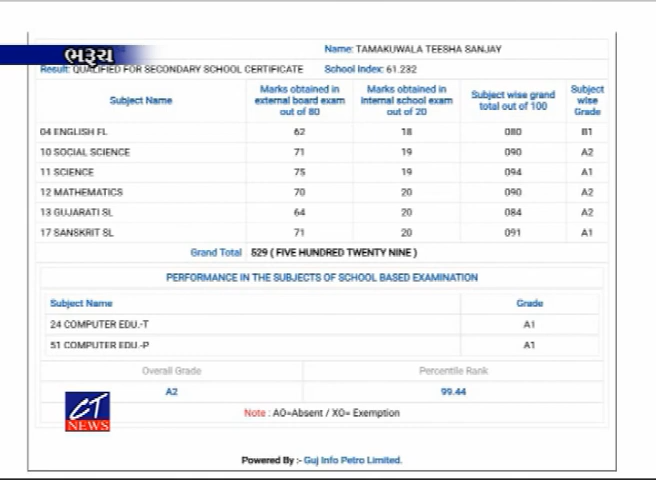 ભરૂચ
Name: TAMAKUWALA TEESHA SANJAY
Result: QUALIFIED FOR SECONDARY SCHOOL CERTIFICATE School Index: 61.232
Subject Name Marks obtained in external board exam out of 80 Marks obtained in internal school exam out of 20 Subject wise grand total out of 100 Subject wise Grade
04 ENGLISH FL 62 18 080 B1
10 SOCIAL SCIENCE 71 19 090 A2
11 SCIENCE 75 19 094 A1
12 MATHEMATICS 70 20 090 A2
13 GUJARATI SL 64 20 084 A2
17 SANSKRIT SL 71 20 091 A1
Grand Total 529 ( FIVE HUNDRED TWENTY NINE )
PERFORMANCE IN THE SUBJECTS OF SCHOOL BASED EXAMINATION
Subject Name Grade
24 COMPUTER EDU.-T A1
51 COMPUTER EDU.-P A1
Overall Grade Percentile Rank
A2 99.44
Note : AO=Absent / XO= Exemption
CT
NEWS
Powered By :- Guj Info Petro Limited.